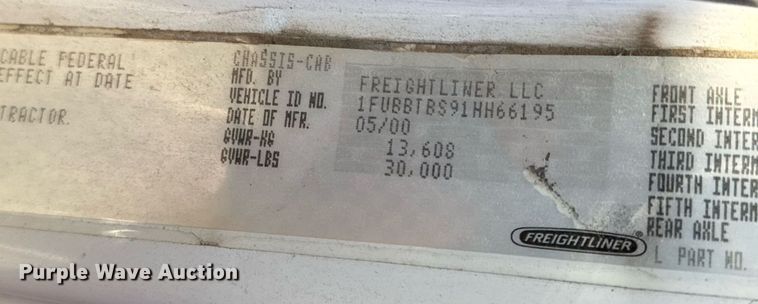 CABLE FEDERAL
EFFECT AT DATE
TRACTOR.
CHASSIS-CAB
MFD. BY FREIGHTLINER LLC
VEHICLE ID NO. 1FUBBTBS91HH66195
DATE OF MFR. 05/00
GVWR-KG 13,608
GVWR-LBS 30,000
FRONT AXLE
FIRST INTERM
SECOND INTER
THIRD INTERM
FOURTH INTER
FIFTH INTERM
REAR AXLE
L PART NO.
FREIGHTLINER®
Purple Wave Auction